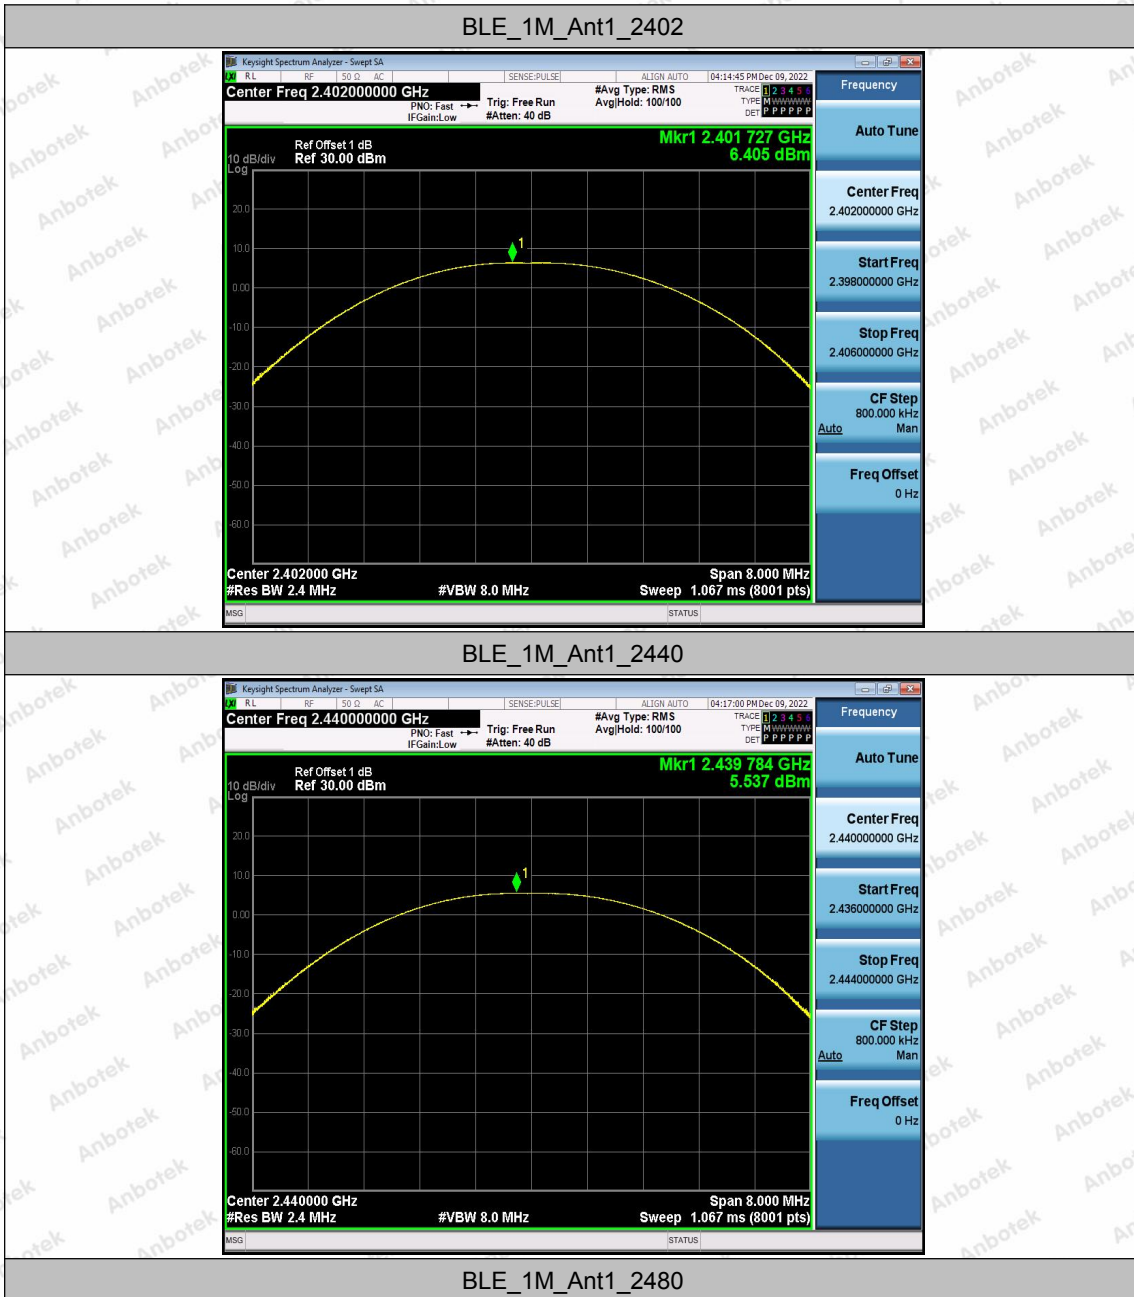 BLE_1M_Ant1_2402
Keysight Spectrum Analyzer - Swept SA
RL RF 50 Ω AC SENSE:PULSE ALIGN AUTO 04:14:45 PM Dec 09, 2022
Center Freq 2.402000000 GHz
PNO: Fast
IFGain:Low
Trig: Free Run
#Atten: 40 dB
#Avg Type: RMS
Avg|Hold: 100/100
TRACE 1 2 3 4 5 6
TYPE M W W W W W
DET P P P P P P
Frequency
Mkr1 2.401 727 GHz
6.405 dBm
Ref Offset 1 dB
10 dB/div Ref 30.00 dBm
Log
20.0
10.0
0.00
-10.0
-20.0
-30.0
-40.0
-50.0
-60.0
1
Auto Tune
Center Freq
2.402000000 GHz
Start Freq
2.398000000 GHz
Stop Freq
2.406000000 GHz
CF Step
800.000 kHz
Auto Man
Freq Offset
0 Hz
Center 2.402000 GHz Span 8.000 MHz
#Res BW 2.4 MHz #VBW 8.0 MHz Sweep 1.067 ms (8001 pts)
MSG STATUS
BLE_1M_Ant1_2440
Keysight Spectrum Analyzer - Swept SA
RL RF 50 Ω AC SENSE:PULSE ALIGN AUTO 04:17:00 PM Dec 09, 2022
Center Freq 2.440000000 GHz
PNO: Fast
IFGain:Low
Trig: Free Run
#Atten: 40 dB
#Avg Type: RMS
Avg|Hold: 100/100
TRACE 1 2 3 4 5 6
TYPE M W W W W W
DET P P P P P P
Frequency
Mkr1 2.439 784 GHz
5.537 dBm
Ref Offset 1 dB
10 dB/div Ref 30.00 dBm
Log
20.0
10.0
0.00
-10.0
-20.0
-30.0
-40.0
-50.0
-60.0
1
Auto Tune
Center Freq
2.440000000 GHz
Start Freq
2.436000000 GHz
Stop Freq
2.444000000 GHz
CF Step
800.000 kHz
Auto Man
Freq Offset
0 Hz
Center 2.440000 GHz Span 8.000 MHz
#Res BW 2.4 MHz #VBW 8.0 MHz Sweep 1.067 ms (8001 pts)
MSG STATUS
BLE_1M_Ant1_2480